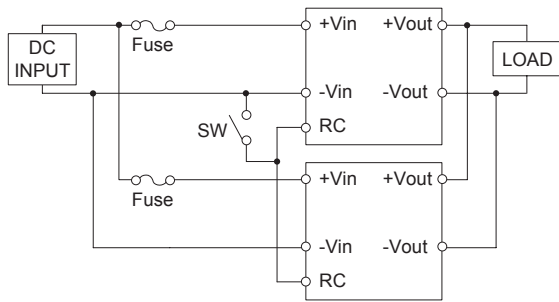 DC
INPUT
Fuse
+Vin
+Vout
-Vin
-Vout
RC
SW
LOAD
Fuse
+Vin
+Vout
-Vin
-Vout
RC